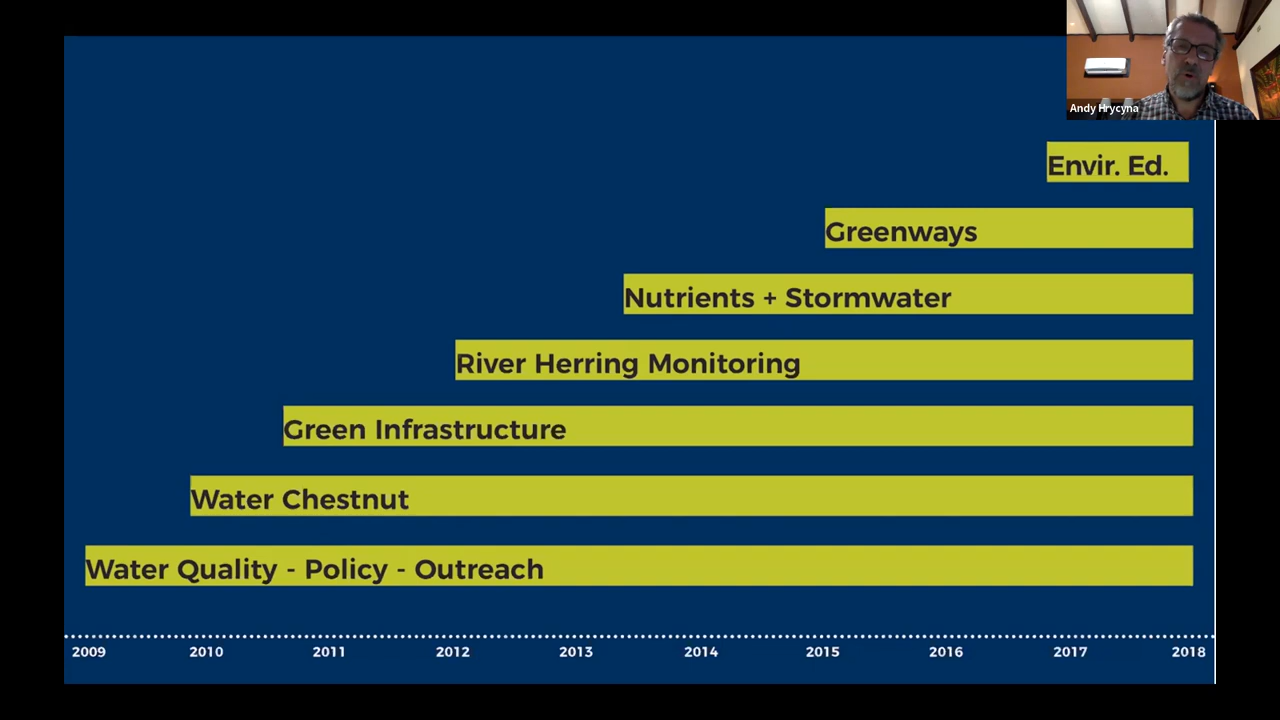 Andy Hrycyna
Envir. Ed.
Greenways
Nutrients + Stormwater
River Herring Monitoring
Green Infrastructure
Water Chestnut
Water Quality - Policy - Outreach
2009 2010 2011 2012 2013 2014 2015 2016 2017 2018